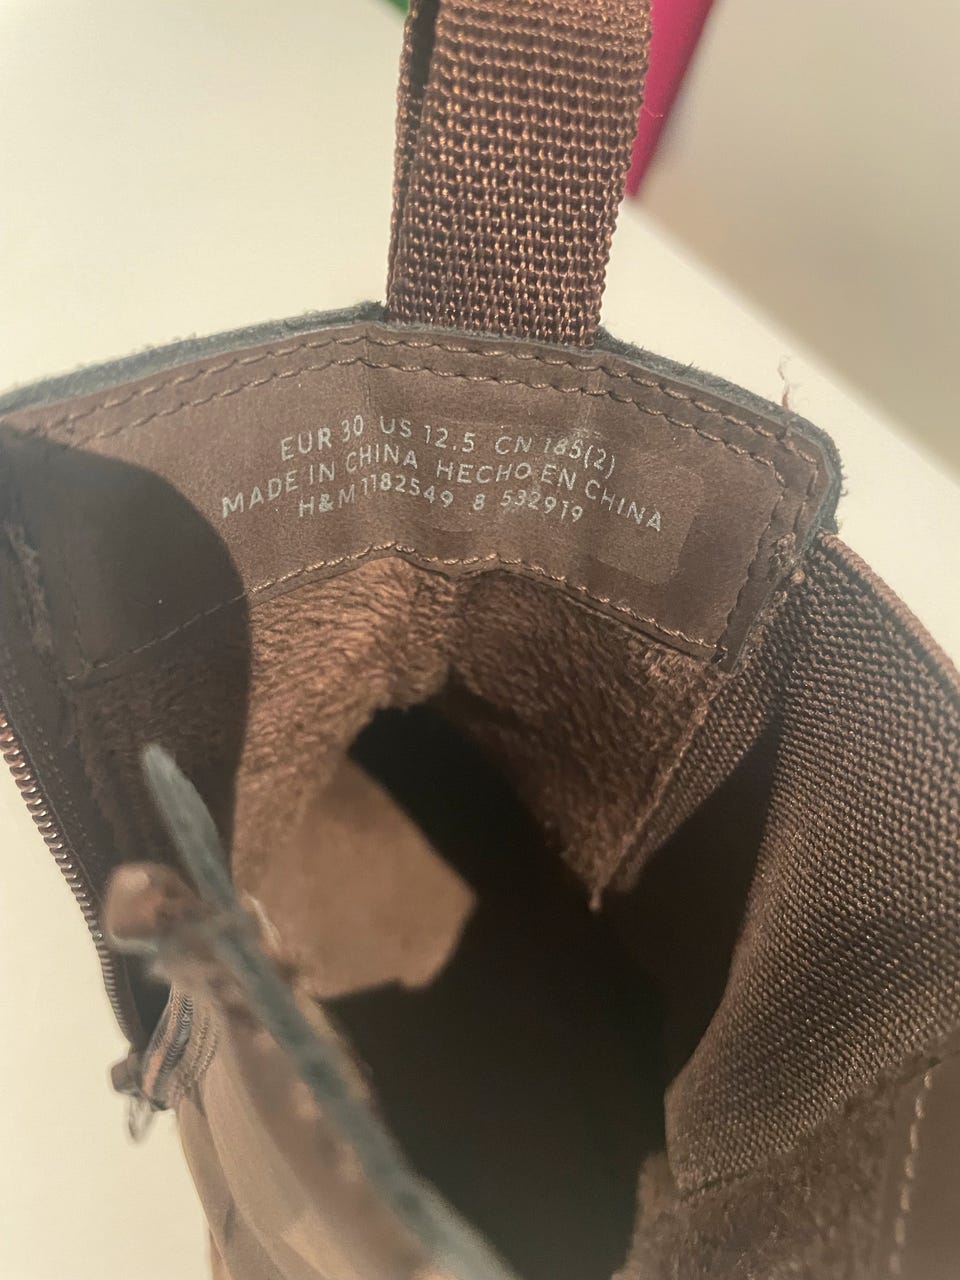 EUR 30 US 12.5 CN 185(2)
MADE IN CHINA HECHO EN CHINA
H&M 1182549 8 532919